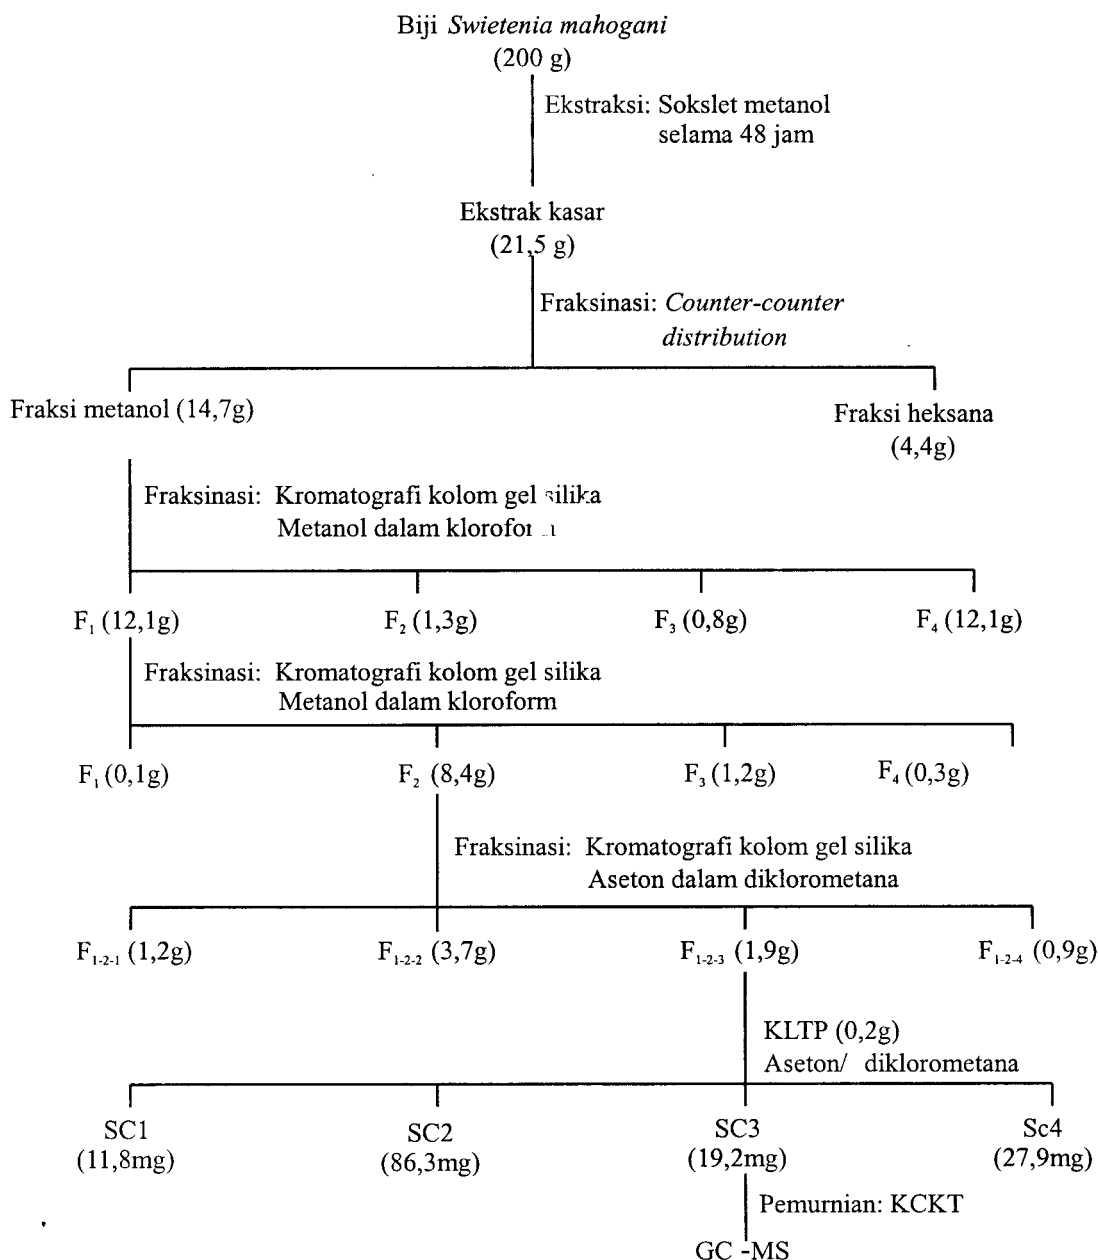 Biji Swietenia mahogani
(200 g)
Ekstraksi: Sokslet metanol
selama 48 jam
Ekstrak kasar
(21,5 g)
Fraksinasi: Counter-counter
distribution
Fraksi metanol (14,7g)
Fraksi heksana
(4,4g)
Fraksinasi: Kromatografi kolom gel silika
Metanol dalam kloroform
F₁ (12,1g) F₂ (1,3g) F₃ (0,8g) F₄ (12,1g)
Fraksinasi: Kromatografi kolom gel silika
Metanol dalam kloroform
F₁ (0,1g) F₂ (8,4g) F₃ (1,2g) F₄ (0,3g)
Fraksinasi: Kromatografi kolom gel silika
Aseton dalam diklorometana
F₁₋₂₋₁ (1,2g) F₁₋₂₋₂ (3,7g) F₁₋₂₋₃ (1,9g) F₁₋₂₋₄ (0,9g)
KLTP (0,2g)
Aseton/ diklorometana
SC1 SC2 SC3 Sc4
(11,8mg) (86,3mg) (19,2mg) (27,9mg)
Pemurnian: KCKT
GC -MS